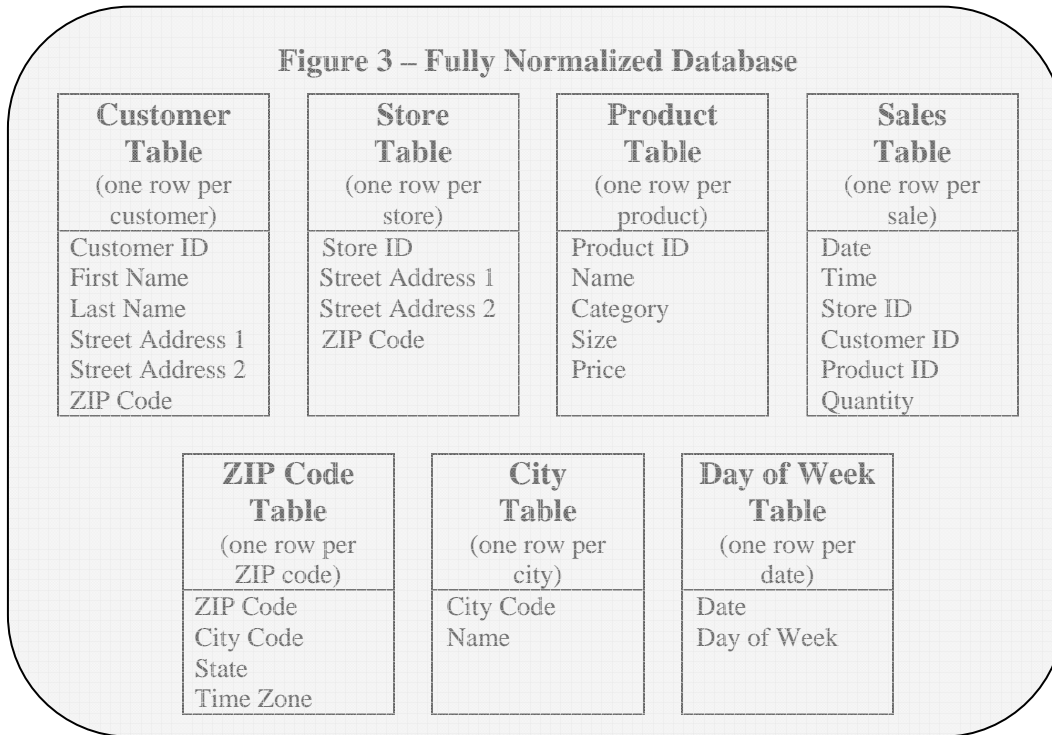 Figure 3 – Fully Normalized Database
Customer
Table
(one row per
customer)
Customer ID
First Name
Last Name
Street Address 1
Street Address 2
ZIP Code
Store
Table
(one row per
store)
Store ID
Street Address 1
Street Address 2
ZIP Code
Product
Table
(one row per
product)
Product ID
Name
Category
Size
Price
Sales
Table
(one row per
sale)
Date
Time
Store ID
Customer ID
Product ID
Quantity
ZIP Code
Table
(one row per
ZIP code)
ZIP Code
City Code
State
Time Zone
City
Table
(one row per
city)
City Code
Name
Day of Week
Table
(one row per
date)
Date
Day of Week